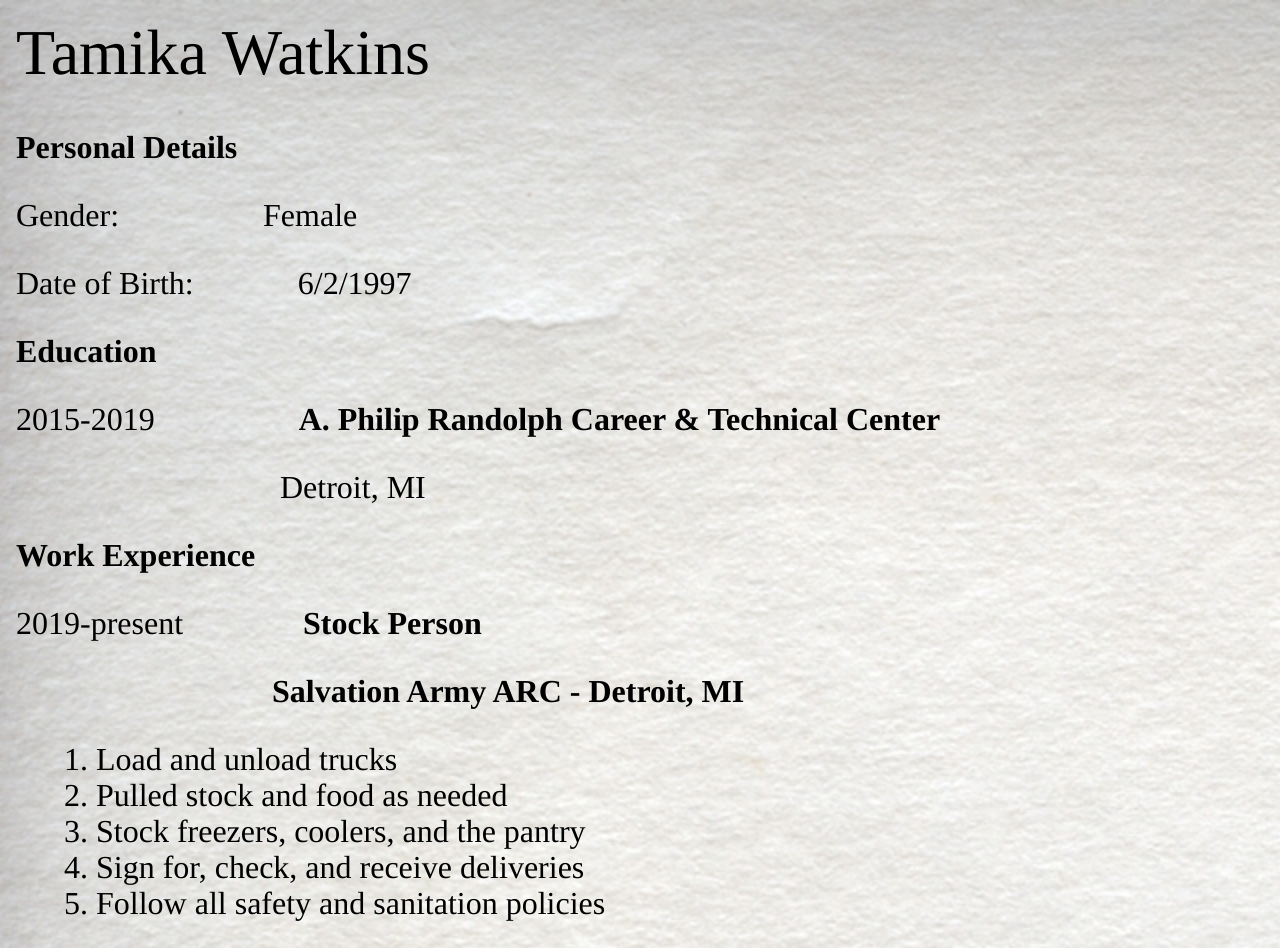 Tamika Watkins
Personal Details
Gender: Female
Date of Birth: 6/2/1997
Education
2015-2019 A. Philip Randolph Career & Technical Center
Detroit, MI
Work Experience
2019-present Stock Person
Salvation Army ARC - Detroit, MI
1. Load and unload trucks
2. Pulled stock and food as needed
3. Stock freezers, coolers, and the pantry
4. Sign for, check, and receive deliveries
5. Follow all safety and sanitation policies